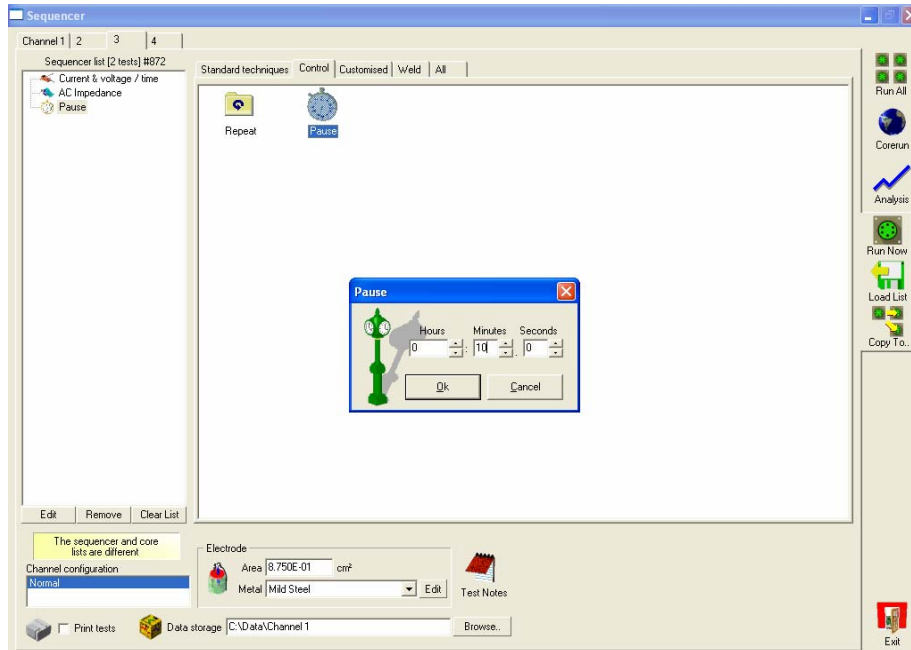 Sequencer
Channel 1 2 3 4
Sequencer list [2 tests] #872
Current & voltage / time
AC Impedance
Pause
Edit Remove Clear List
Standard techniques Control Customised Weld All
Repeat Pause
Pause
Hours Minutes Seconds
0 : 10 . 0
Ok Cancel
Run All
Corerun
Analysis
Run Now
Load List
Copy To..
The sequencer and core
lists are different
Channel configuration
Normal
Electrode
Area 8.750E-01 cm²
Metal Mild Steel Edit
Test Notes
Print tests
Data storage C:\Data\Channel 1 Browse..
Exit